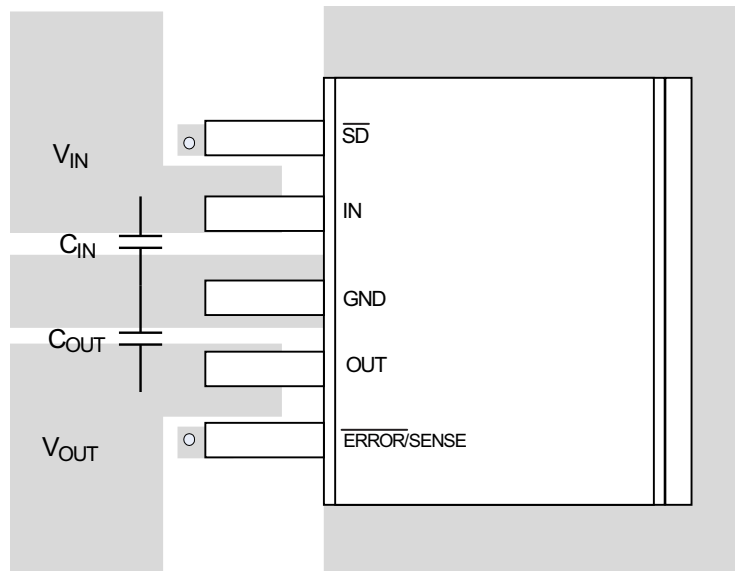 SD
V_IN
IN
C_IN
GND
C_OUT
OUT
ERROR/SENSE
V_OUT